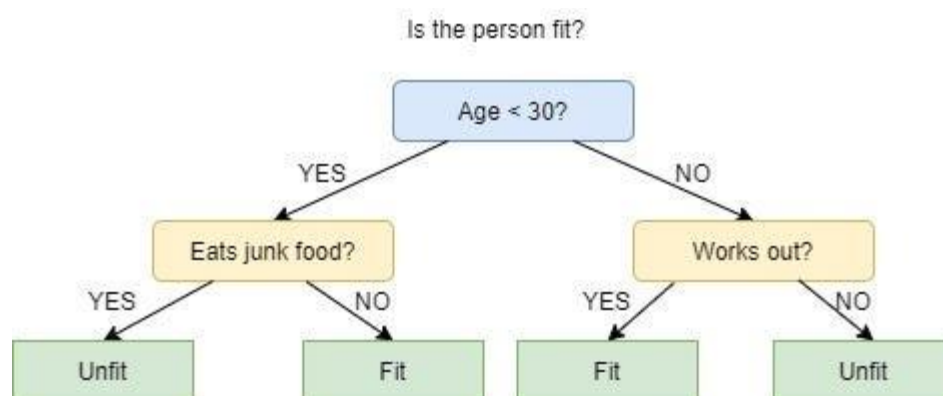 Is the person fit?
Age < 30?
YES
NO
Eats junk food?
Works out?
YES
NO
YES
NO
Unfit
Fit
Fit
Unfit